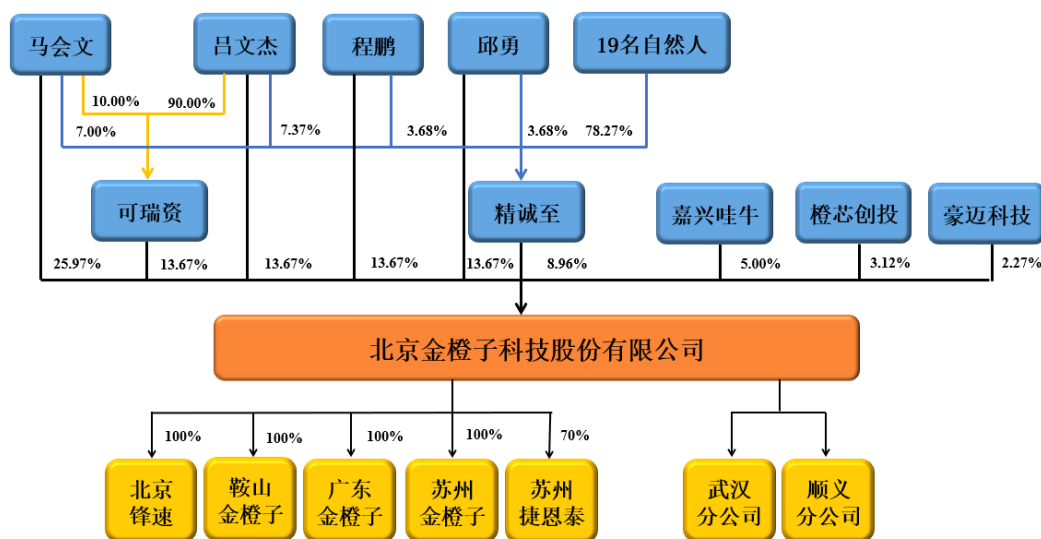 马会文
吕文杰
程鹏
邱勇
19名自然人
10.00%
90.00%
7.00%
7.37%
3.68%
3.68%
78.27%
可瑞资
精诚至
嘉兴哇牛
橙芯创投
豪迈科技
25.97%
13.67%
13.67%
13.67%
13.67%
8.96%
5.00%
3.12%
2.27%
北京金橙子科技股份有限公司
100%
100%
100%
100%
70%
北京
锋速
鞍山
金橙子
广东
金橙子
苏州
金橙子
苏州
捷恩泰
武汉
分公司
顺义
分公司